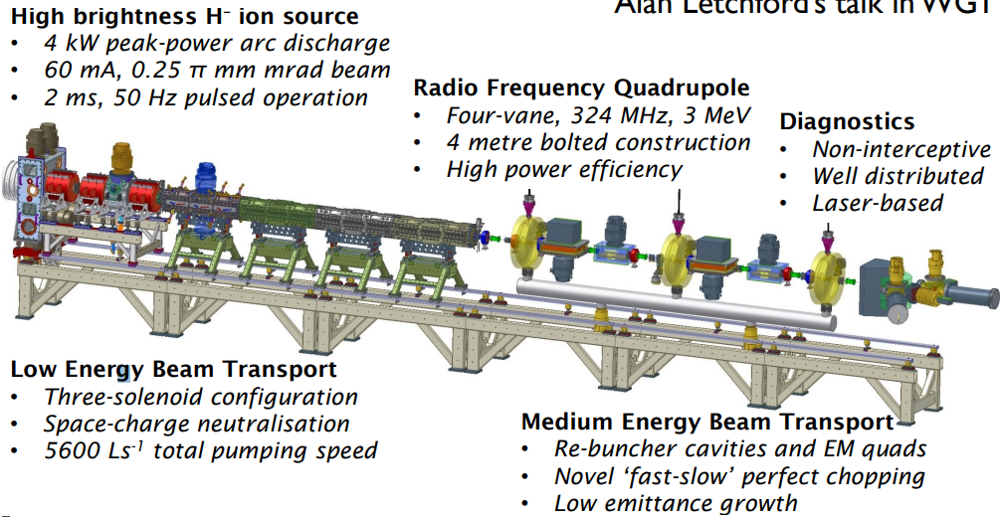 Alan Letchford's talk in WG1
High brightness H⁻ ion source
• 4 kW peak-power arc discharge
• 60 mA, 0.25 π mm mrad beam
• 2 ms, 50 Hz pulsed operation
Radio Frequency Quadrupole
• Four-vane, 324 MHz, 3 MeV
• 4 metre bolted construction
• High power efficiency
Diagnostics
• Non-interceptive
• Well distributed
• Laser-based
Low Energy Beam Transport
• Three-solenoid configuration
• Space-charge neutralisation
• 5600 Ls⁻¹ total pumping speed
Medium Energy Beam Transport
• Re-buncher cavities and EM quads
• Novel ‘fast-slow’ perfect chopping
• Low emittance growth